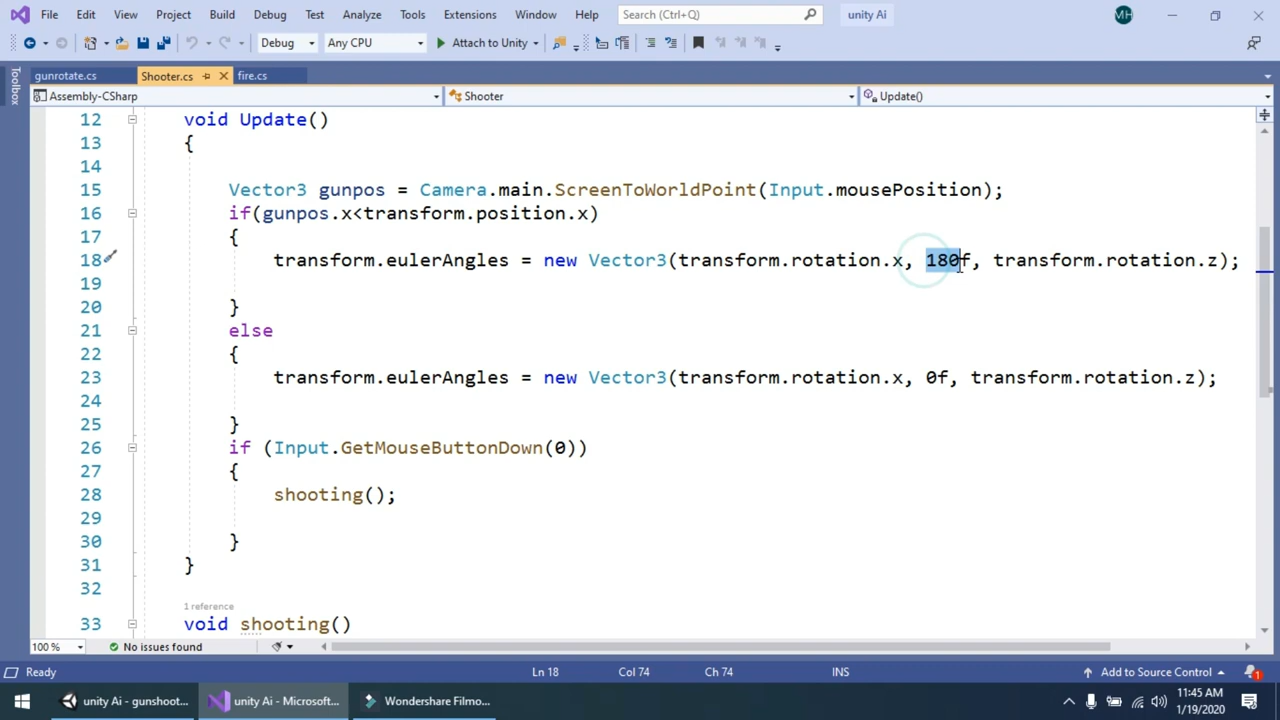 File Edit View Project Build Debug Test Analyze Tools Extensions Window Help Search (Ctrl+Q) unity Ai MH
Debug Any CPU Attach to Unity
Toolbox
gunrotate.cs Shooter.cs fire.cs
Assembly-CSharp Shooter Update()
12 void Update()
13 {
14
15 Vector3 gunpos = Camera.main.ScreenToWorldPoint(Input.mousePosition);
16 if(gunpos.x<transform.position.x)
17 {
18 transform.eulerAngles = new Vector3(transform.rotation.x, 180f, transform.rotation.z);
19
20 }
21 else
22 {
23 transform.eulerAngles = new Vector3(transform.rotation.x, 0f, transform.rotation.z);
24
25 }
26 if (Input.GetMouseButtonDown(0))
27 {
28 shooting();
29
30 }
31 }
32
1 reference
33 void shooting()
100 % No issues found
Ready Ln 18 Col 74 Ch 74 INS Add to Source Control 1
unity Ai - gunshoot... unity Ai - Microsoft... Wondershare Filmo... 11:45 AM
1/19/2020